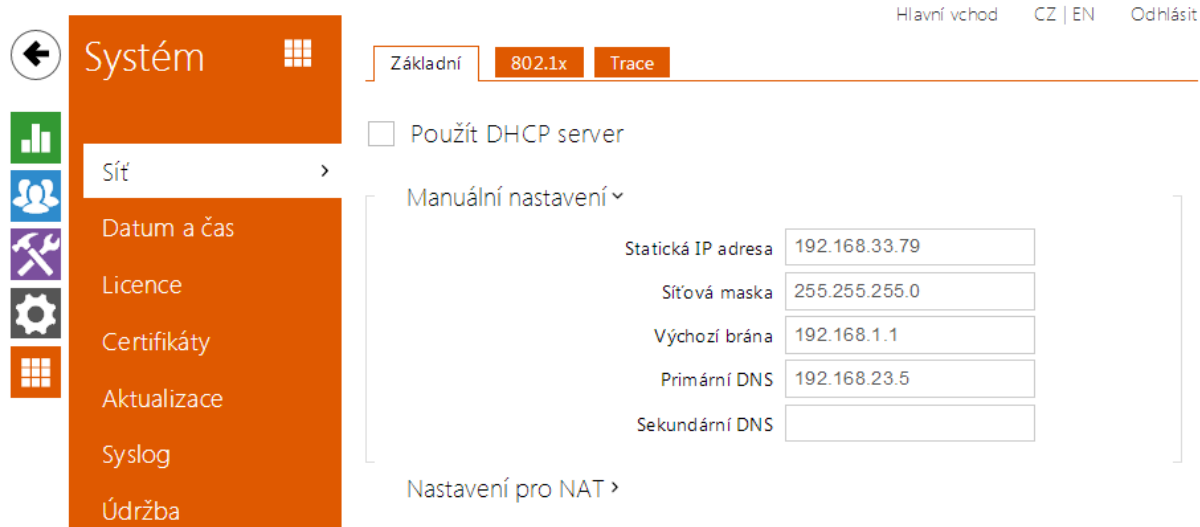 Hlavní vchod CZ | EN Odhlásit
Systém
Základní 802.1x Trace
Použít DHCP server
Síť
Manuální nastavení
Datum a čas
Statická IP adresa 192.168.33.79
Licence
Síťová maska 255.255.255.0
Certifikáty
Výchozí brána 192.168.1.1
Primární DNS 192.168.23.5
Aktualizace
Sekundární DNS
Syslog
Nastavení pro NAT
Údržba